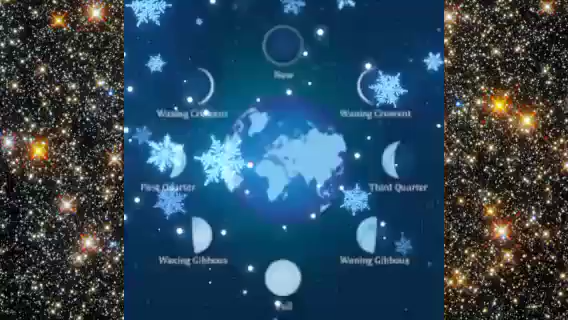 New
Waxing Crescent
Waning Crescent
First Quarter
Third Quarter
Waxing Gibbous
Waning Gibbous
Full